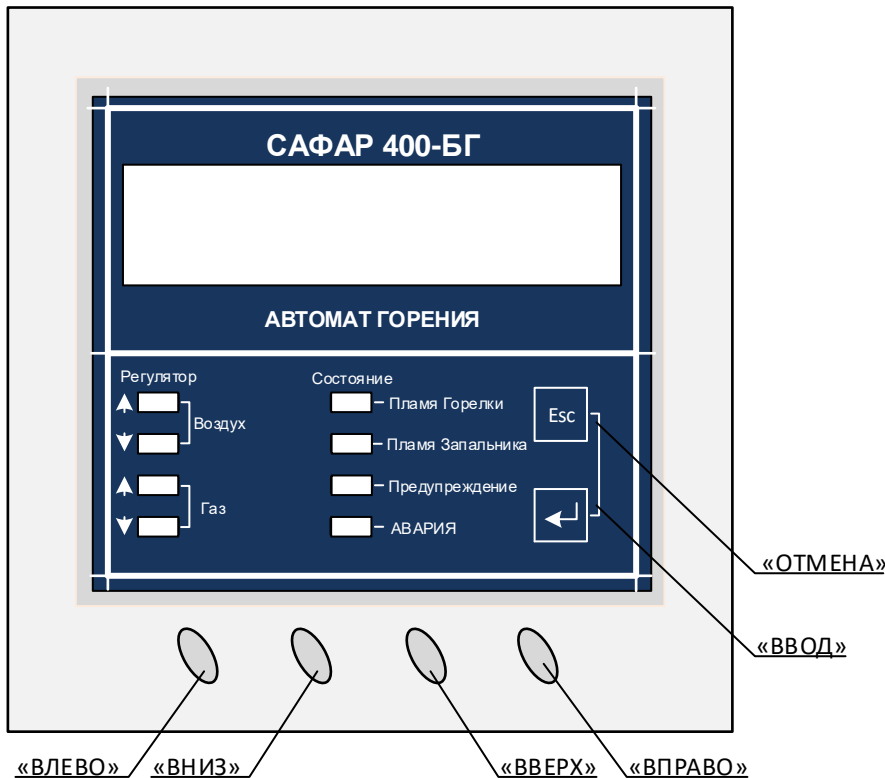 САФАР 400-БГ
АВТОМАТ ГОРЕНИЯ
Регулятор
Воздух
Газ
Состояние
Пламя Горелки
Пламя Запальника
Предупреждение
АВАРИЯ
Esc
«ОТМЕНА»
«ВВОД»
«ВЛЕВО» «ВНИЗ» «ВВЕРХ» «ВПРАВО»